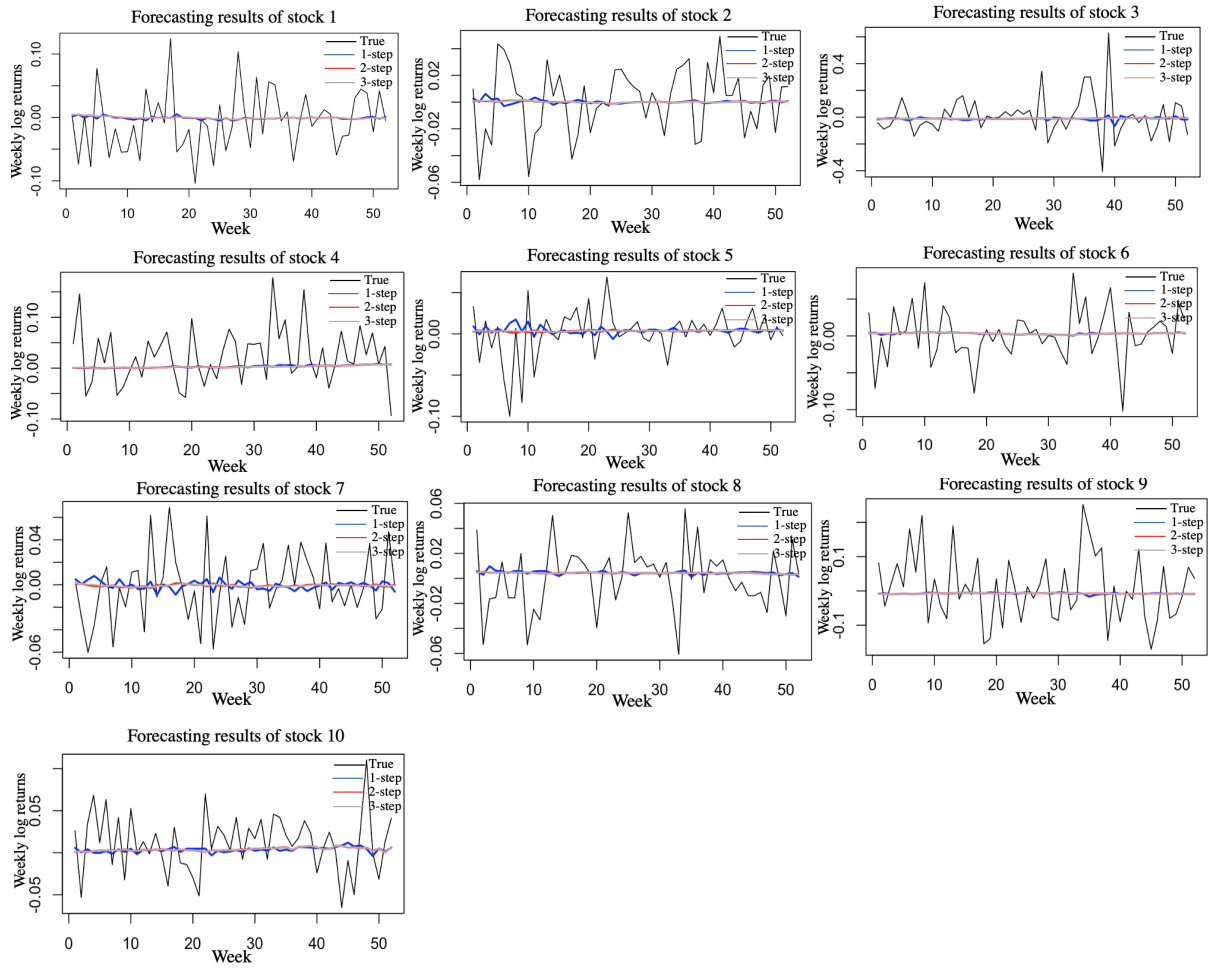 Forecasting results of stock 1
Weekly log returns
0.10
0.00
-0.10
True
1-step
2-step
3-step
0 10 20 30 40 50
Week
Forecasting results of stock 2
Weekly log returns
0.02
-0.02
-0.06
True
1-step
2-step
3-step
0 10 20 30 40 50
Week
Forecasting results of stock 3
Weekly log returns
0.4
0.0
-0.4
True
1-step
2-step
3-step
0 10 20 30 40 50
Week
Forecasting results of stock 4
Weekly log returns
0.10
0.00
-0.10
True
1-step
2-step
3-step
0 10 20 30 40 50
Week
Forecasting results of stock 5
Weekly log returns
0.00
-0.10
True
1-step
2-step
3-step
0 10 20 30 40 50
Week
Forecasting results of stock 6
Weekly log returns
0.00
-0.10
True
1-step
2-step
3-step
0 10 20 30 40 50
Week
Forecasting results of stock 7
Weekly log returns
0.04
0.00
-0.06
True
1-step
2-step
3-step
0 10 20 30 40 50
Week
Forecasting results of stock 8
Weekly log returns
0.06
0.02
-0.02
-0.06
True
1-step
2-step
3-step
0 10 20 30 40 50
Week
Forecasting results of stock 9
Weekly log returns
0.1
-0.1
True
1-step
2-step
3-step
0 10 20 30 40 50
Week
Forecasting results of stock 10
Weekly log returns
0.05
-0.05
True
1-step
2-step
3-step
0 10 20 30 40 50
Week